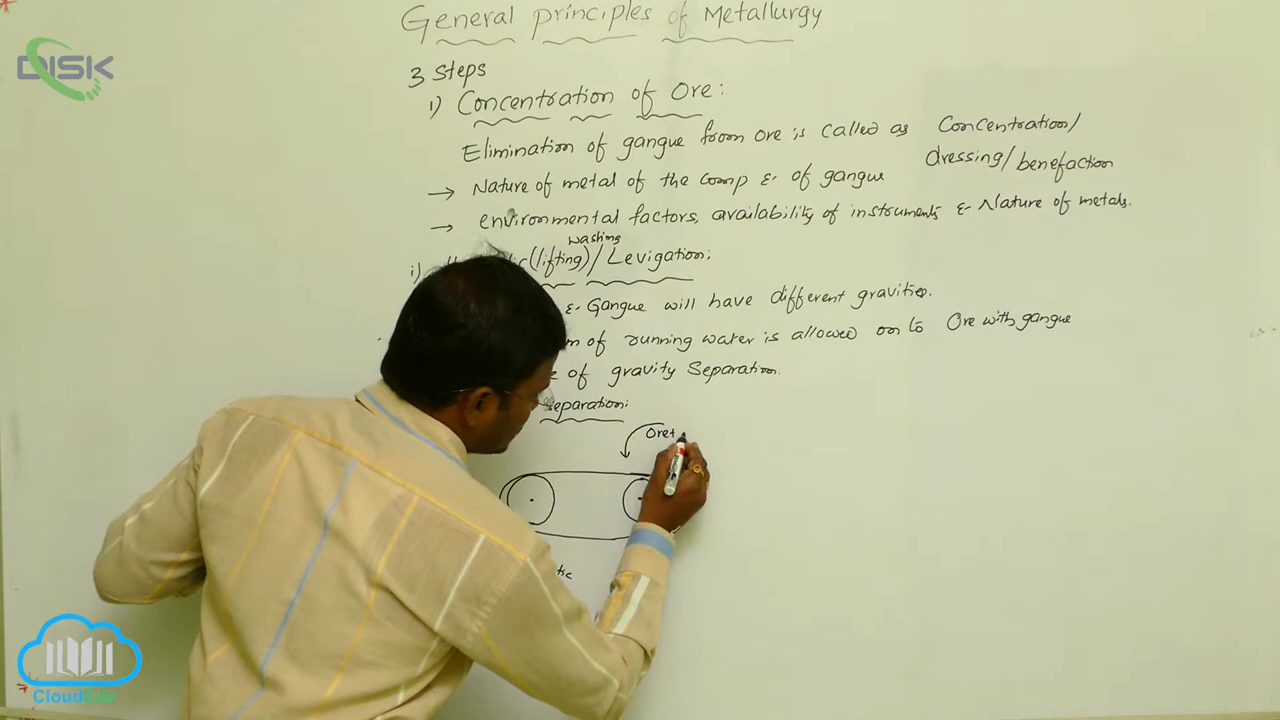 General principles of Metallurgy
DISK
3 steps
1) Concentration of Ore:
Elimination of gangue from ore is called as Concentration/
dressing/benefaction
→ Nature of metal of the comp & of gangue
→ environmental factors, availability of instruments & Nature of metals.
washing
i) (lifting)/Levigation:
& Gangue will have different gravities.
of running water is allowed on to Ore with gangue
of gravity Separation.
eparation:
Ore+
tic
CloudEdz